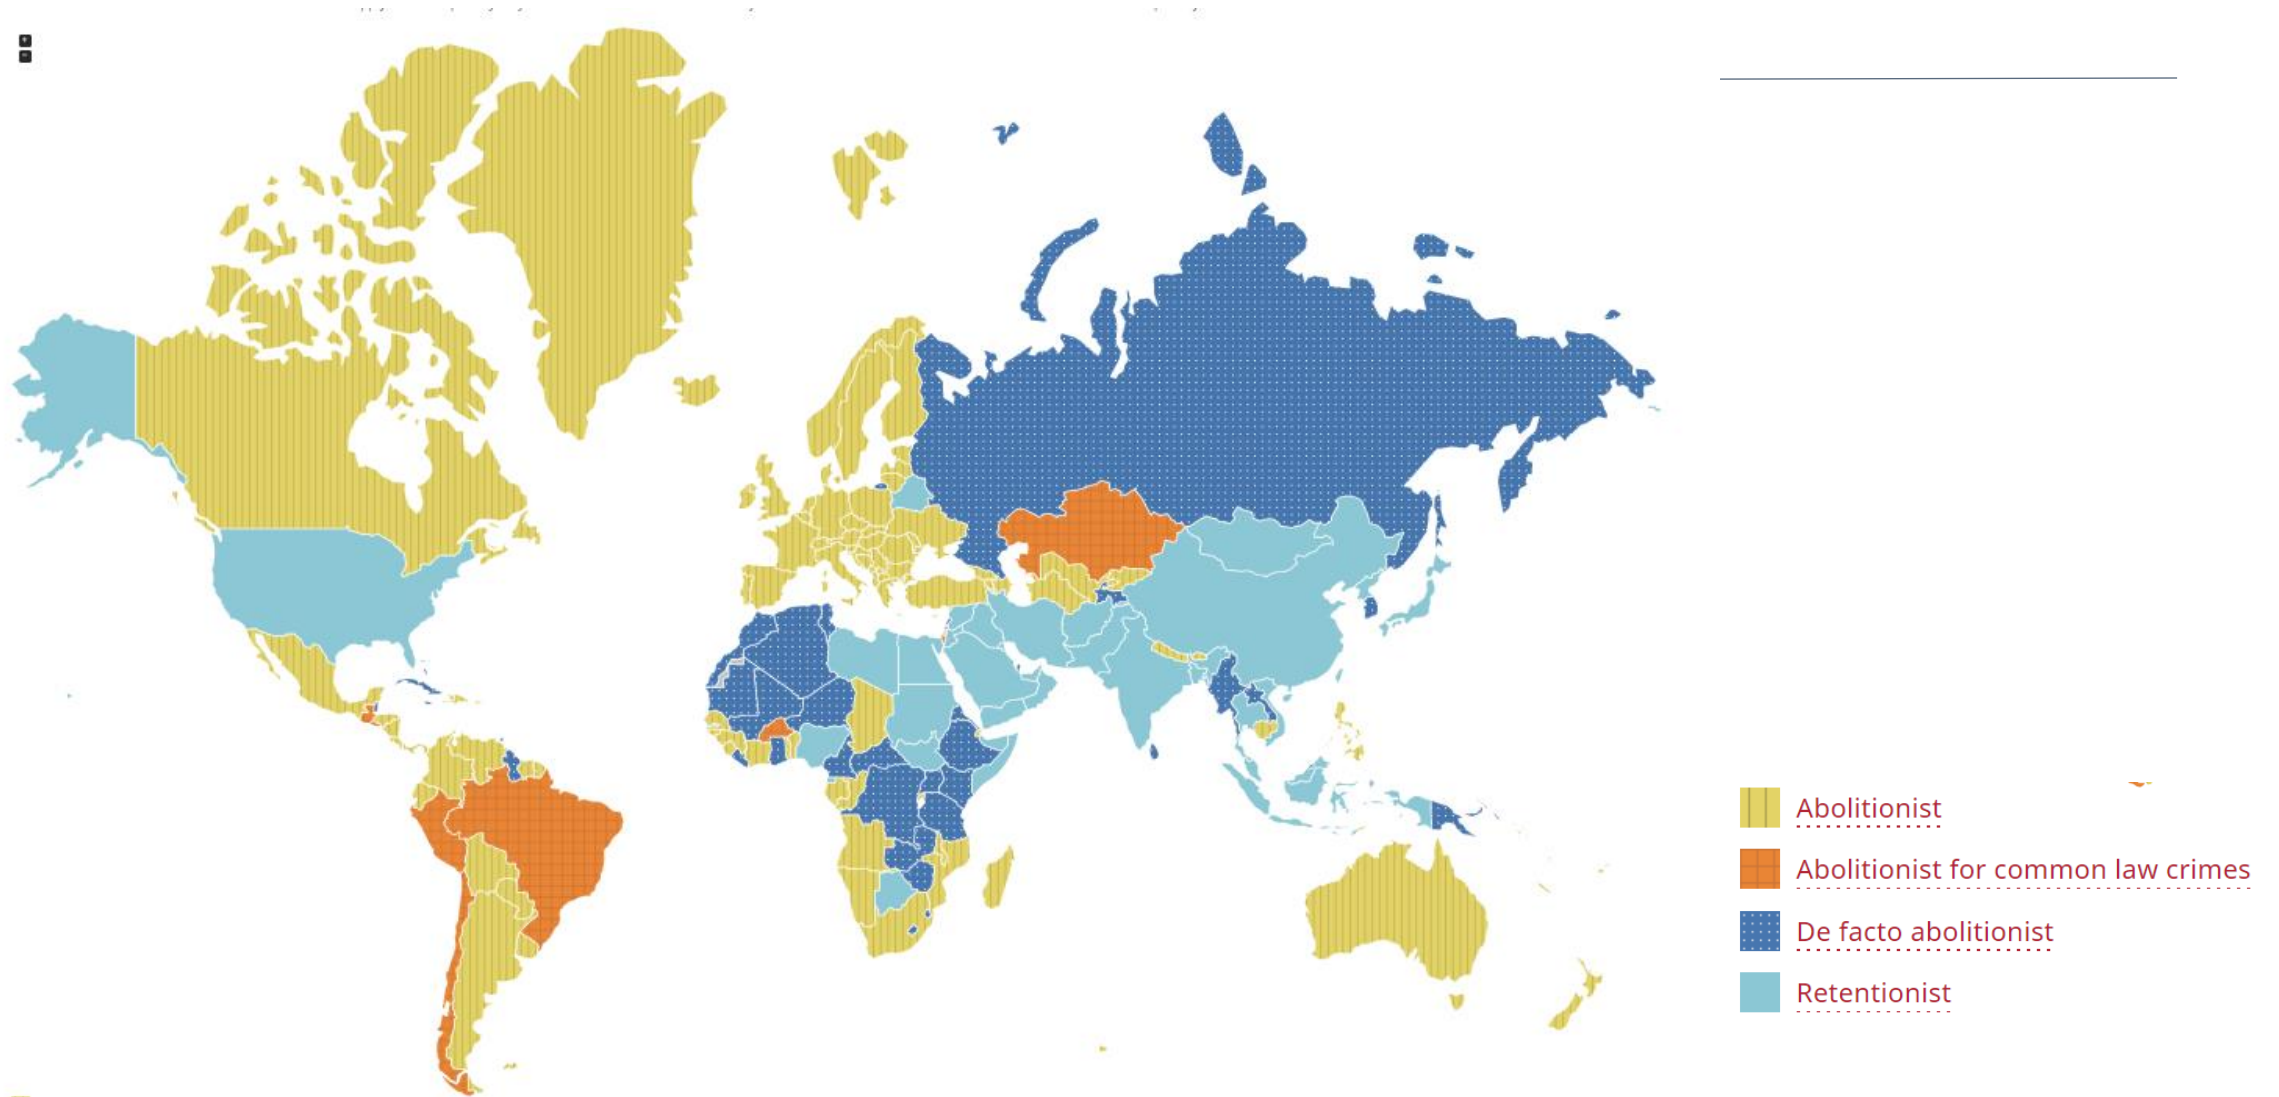 Abolitionist
Abolitionist for common law crimes
De facto abolitionist
Retentionist